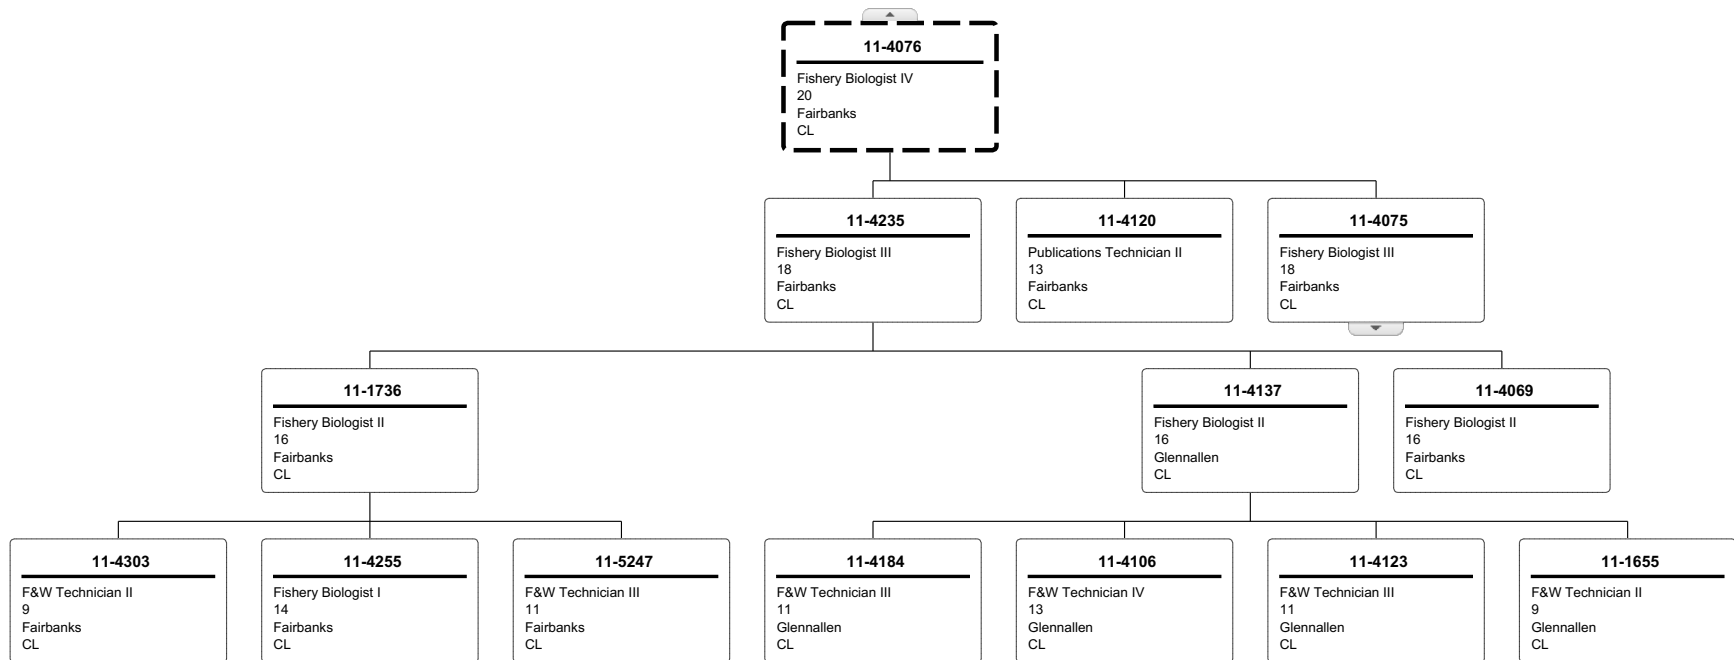 11-4076
Fishery Biologist IV
20
Fairbanks
CL
11-4235
Fishery Biologist III
18
Fairbanks
CL
11-4120
Publications Technician II
13
Fairbanks
CL
11-4075
Fishery Biologist III
18
Fairbanks
CL
11-1736
Fishery Biologist II
16
Fairbanks
CL
11-4137
Fishery Biologist II
16
Glennallen
CL
11-4069
Fishery Biologist II
16
Fairbanks
CL
11-4303
F&W Technician II
9
Fairbanks
CL
11-4255
Fishery Biologist I
14
Fairbanks
CL
11-5247
F&W Technician III
11
Fairbanks
CL
11-4184
F&W Technician III
11
Glennallen
CL
11-4106
F&W Technician IV
13
Glennallen
CL
11-4123
F&W Technician III
11
Glennallen
CL
11-1655
F&W Technician II
9
Glennallen
CL